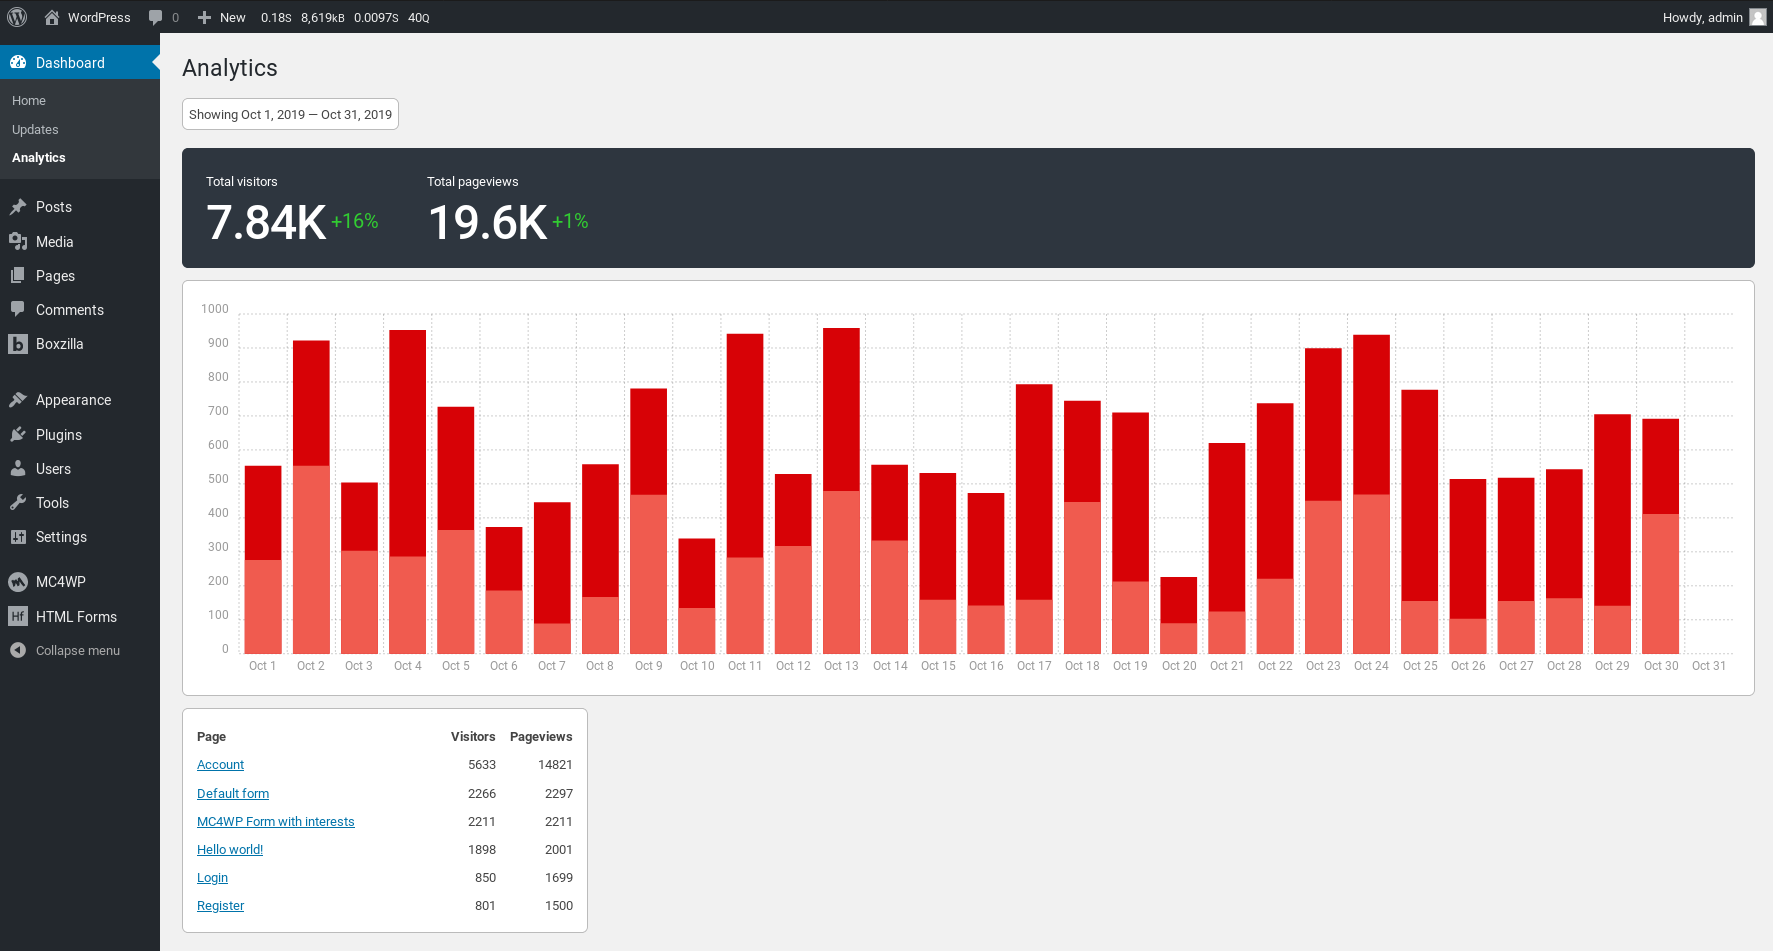 WordPress 0 New 0.18S 8,619KB 0.0097S 40Q Howdy, admin
Dashboard
Home
Updates
Analytics
Posts
Media
Pages
Comments
b Boxzilla
Appearance
Plugins
Users
Tools
Settings
MC4WP
Hf HTML Forms
Collapse menu
Analytics
Showing Oct 1, 2019 — Oct 31, 2019
Total visitors
7.84K +16%
Total pageviews
19.6K +1%
1000
900
800
700
600
500
400
300
200
100
0
Oct 1 Oct 2 Oct 3 Oct 4 Oct 5 Oct 6 Oct 7 Oct 8 Oct 9 Oct 10 Oct 11 Oct 12 Oct 13 Oct 14 Oct 15 Oct 16 Oct 17 Oct 18 Oct 19 Oct 20 Oct 21 Oct 22 Oct 23 Oct 24 Oct 25 Oct 26 Oct 27 Oct 28 Oct 29 Oct 30 Oct 31
Page Visitors Pageviews
Account 5633 14821
Default form 2266 2297
MC4WP Form with interests 2211 2211
Hello world! 1898 2001
Login 850 1699
Register 801 1500